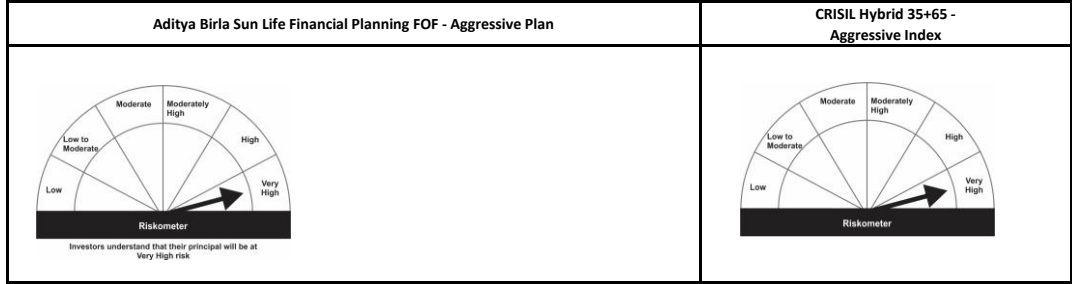 Aditya Birla Sun Life Financial Planning FOF - Aggressive Plan
CRISIL Hybrid 35+65 -
Aggressive Index
Moderate
Moderately
High
Low to
Moderate
High
Low
Very
High
Riskometer
Investors understand that their principal will be at
Very High risk
Moderate
Moderately
High
Low to
Moderate
High
Low
Very
High
Riskometer